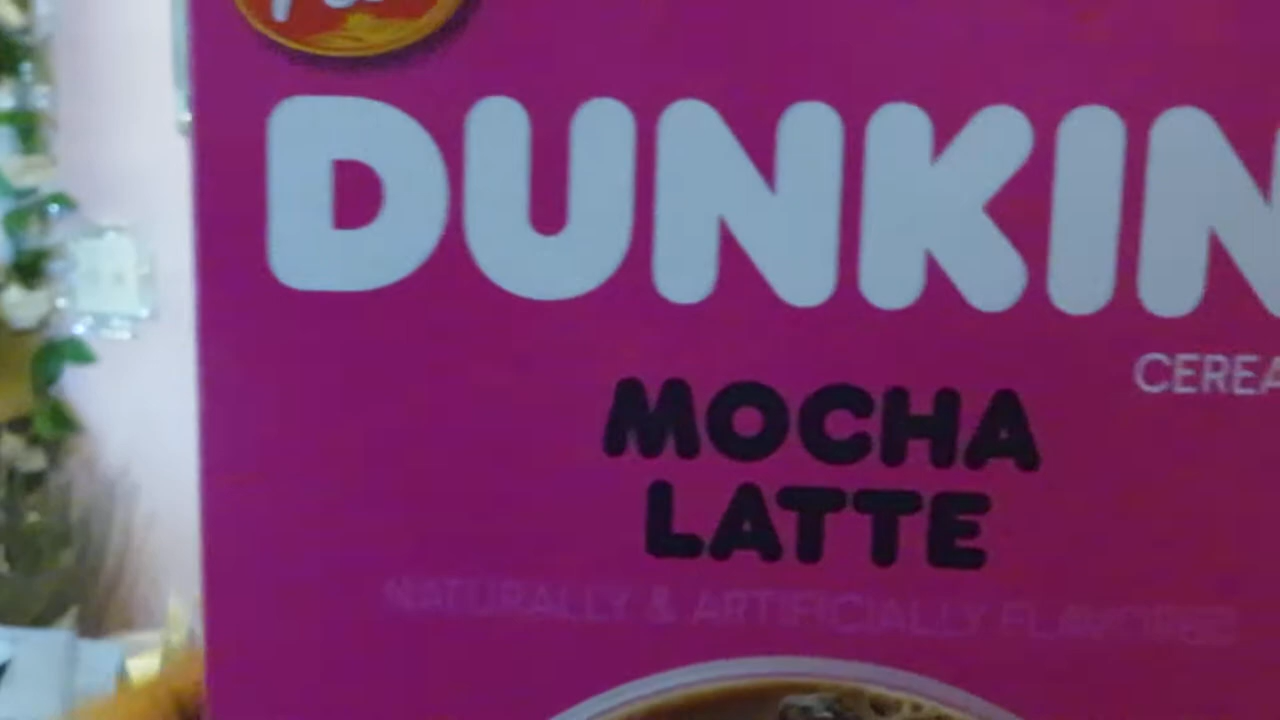 DUNKIN
CEREA
MOCHA
LATTE
NATURALLY & ARTIFICIALLY FLAVORED